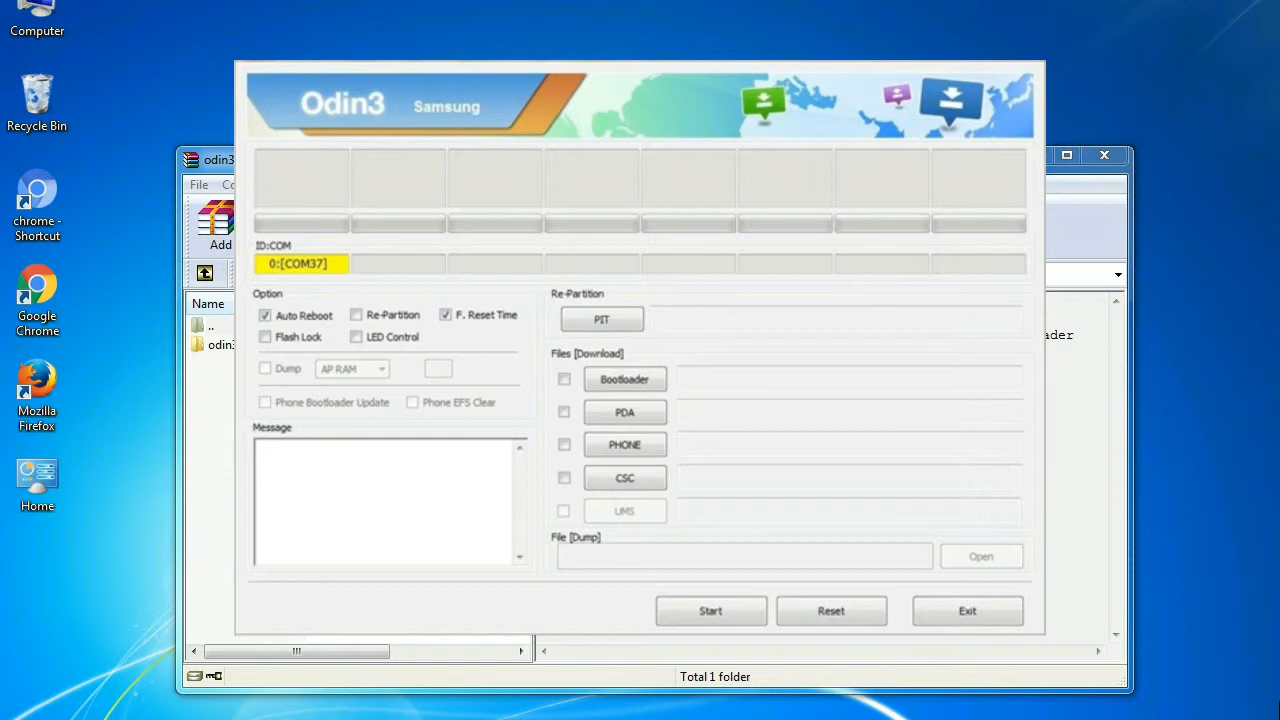 Computer
Recycle Bin
chrome -
Shortcut
Google
Chrome
Mozilla
Firefox
Home
odin3
File Co
Add
Name
..
odin3
ader
Total 1 folder
Odin3 Samsung
ID:COM
0:[COM37]
Option
Auto Reboot Re-Partition F. Reset Time
Flash Lock LED Control
Dump AP RAM
Phone Bootloader Update Phone EFS Clear
Message
Re-Partition
PIT
Files [Download]
Bootloader
PDA
PHONE
CSC
UMS
File [Dump]
Open
Start Reset Exit